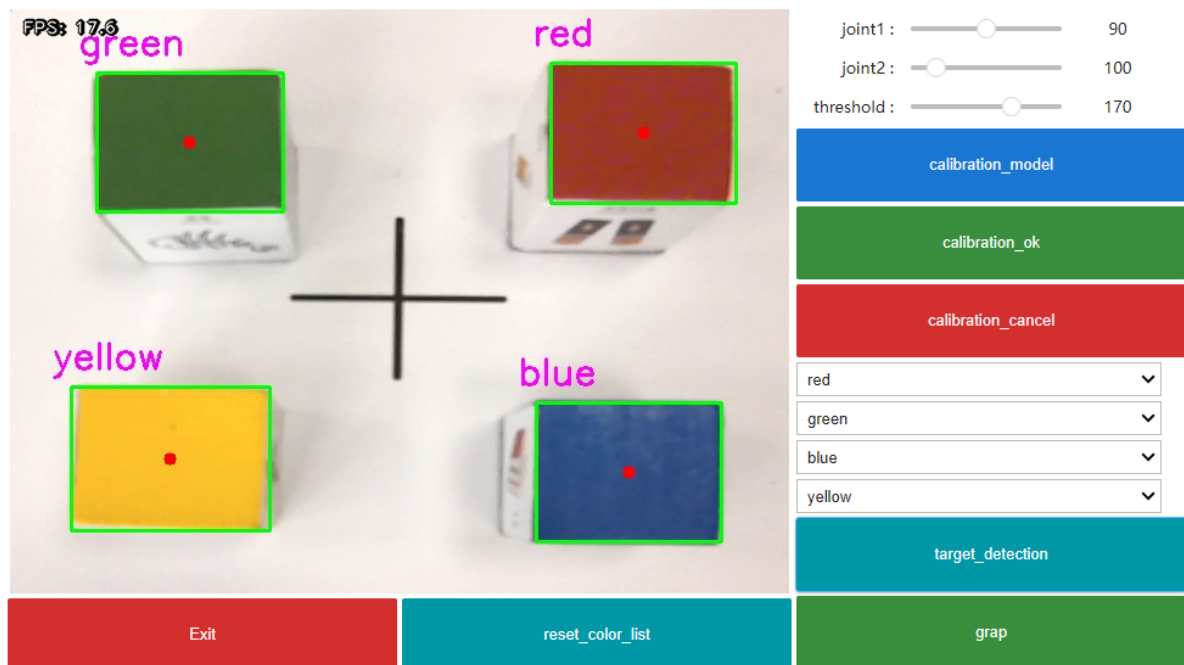 FPS: 17.6
green
red
yellow
blue
joint1 :
90
joint2 :
100
threshold :
170
calibration_model
calibration_ok
calibration_cancel
red
green
blue
yellow
target_detection
grap
Exit
reset_color_list